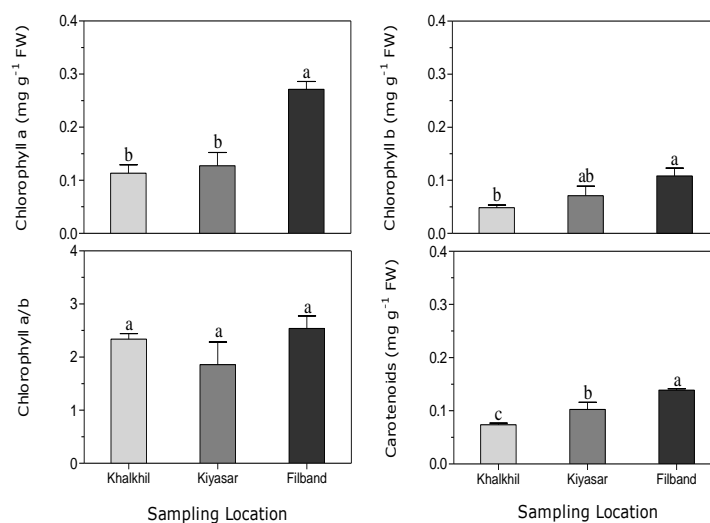 Chlorophyll a (mg g⁻¹ FW)
0.4
0.3
0.2
0.1
0.0
b
b
a
Chlorophyll b (mg g⁻¹ FW)
0.4
0.3
0.2
0.1
0.0
b
ab
a
Chlorophyll a/b
4
3
2
0
a
a
a
Khalkhil Kiyasar Filband
Sampling Location
Carotenoids (mg g⁻¹ FW)
0.4
0.3
0.2
0.1
0.0
c
b
a
Khalkhil Kiyasar Filband
Sampling Location